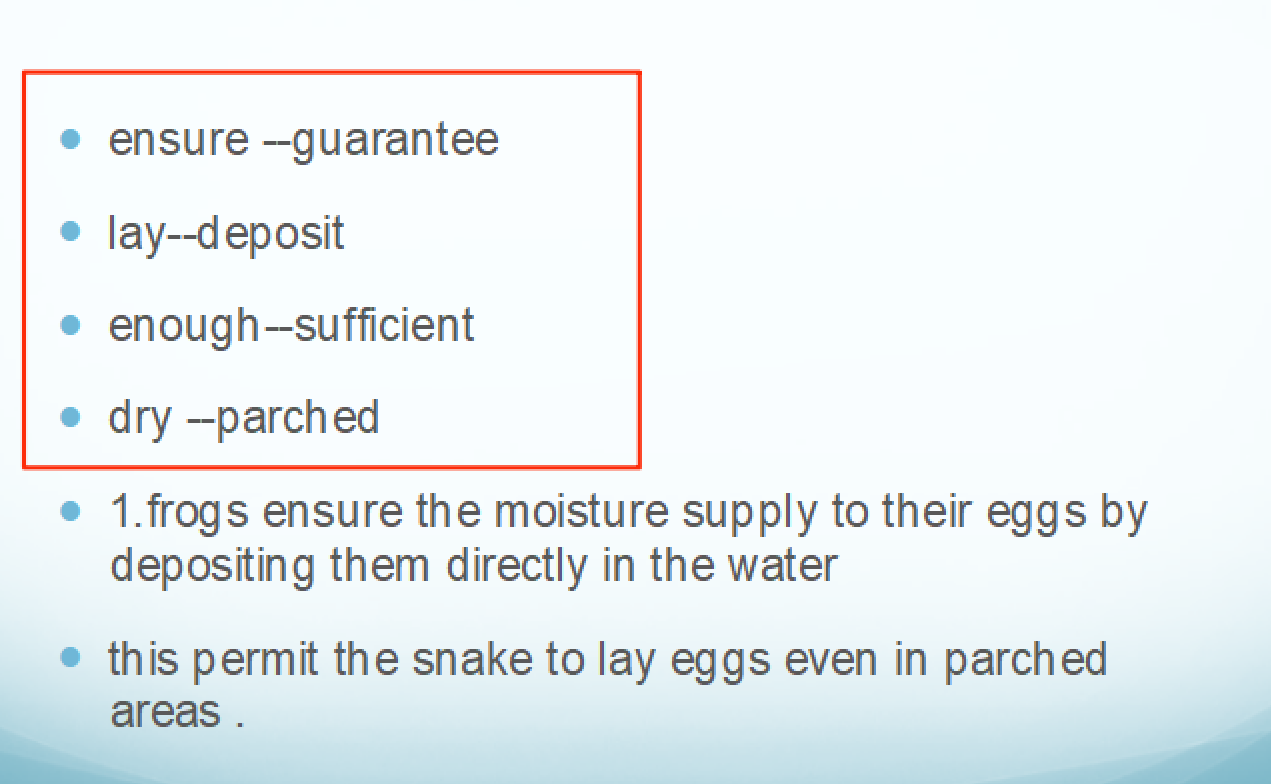 ensure --guarantee
lay--deposit
enough--sufficient
dry --parched
1.frogs ensure the moisture supply to their eggs by
depositing them directly in the water
this permit the snake to lay eggs even in parched
areas .